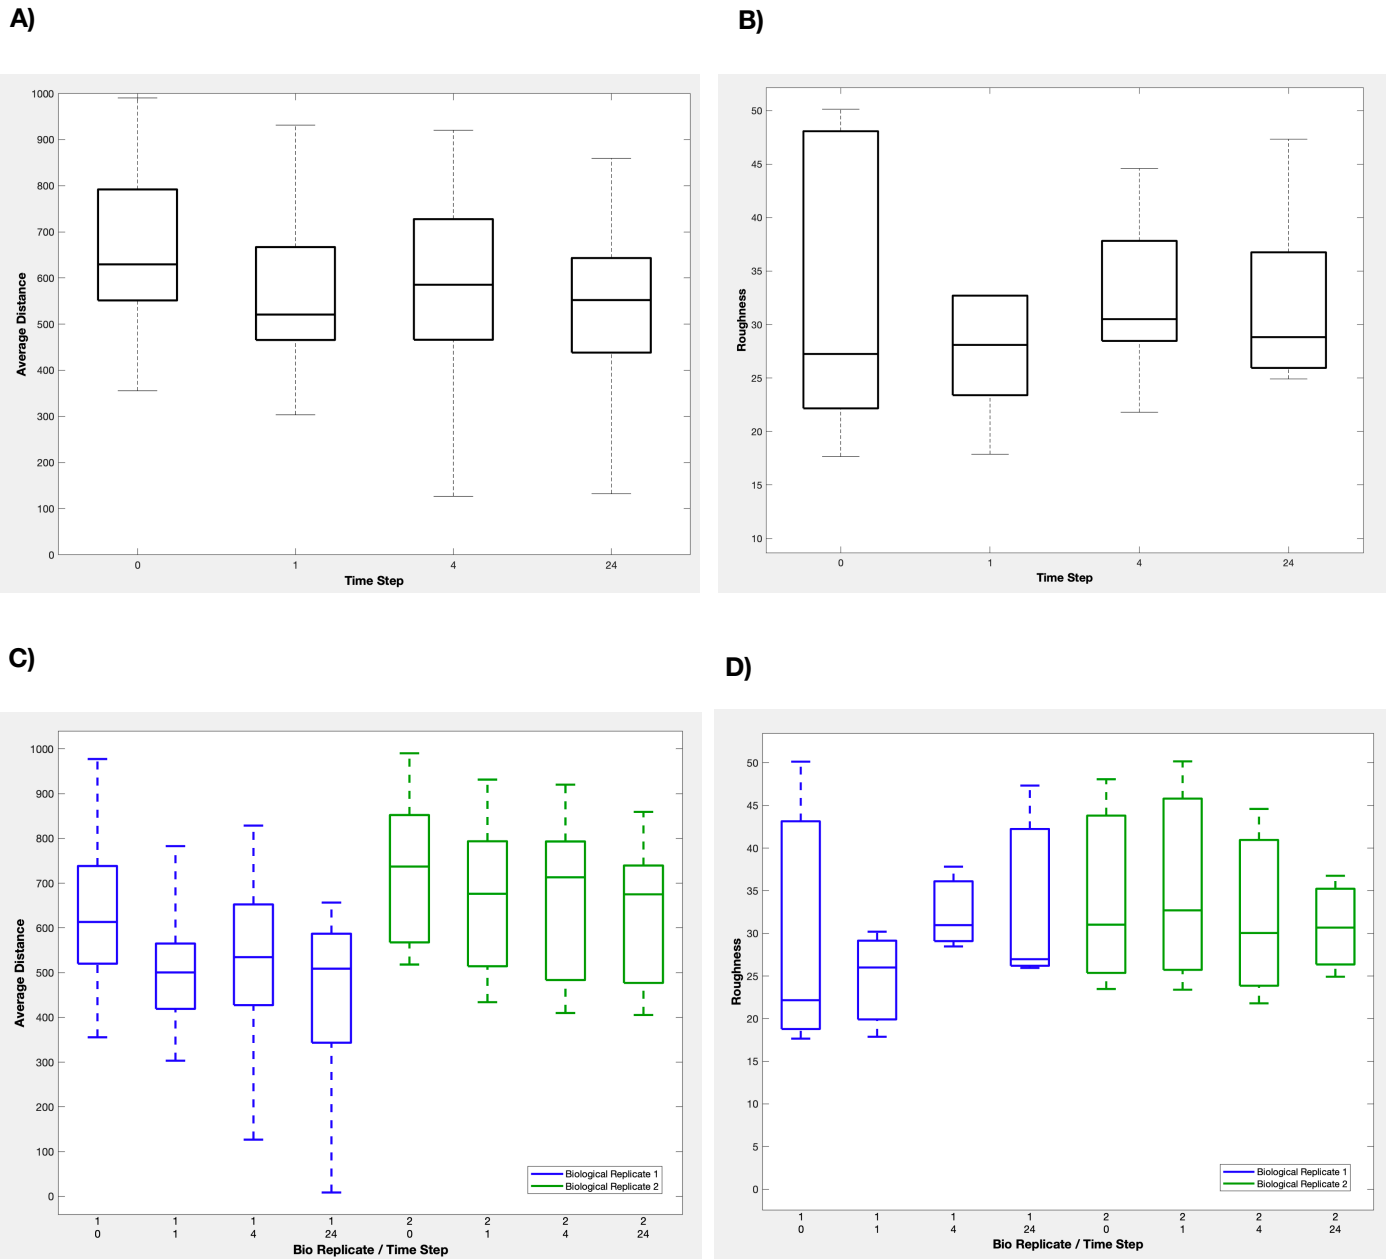 A)
B)
1000
900
800
700
600
500
400
300
200
100
0
Average Distance
0 1 4 24
Time Step
50
45
40
35
30
25
20
15
10
Roughness
0 1 4 24
Time Step
C)
D)
1000
900
800
700
600
500
400
300
200
100
0
Average Distance
Biological Replicate 1
Biological Replicate 2
1 1 1 1 2 2 2 2
0 1 4 24 0 1 4 24
Bio Replicate / Time Step
50
45
40
35
30
25
20
15
10
5
0
Roughness
Biological Replicate 1
Biological Replicate 2
1 1 1 1 2 2 2 2
0 1 4 24 0 1 4 24
Bio Replicate / Time Step